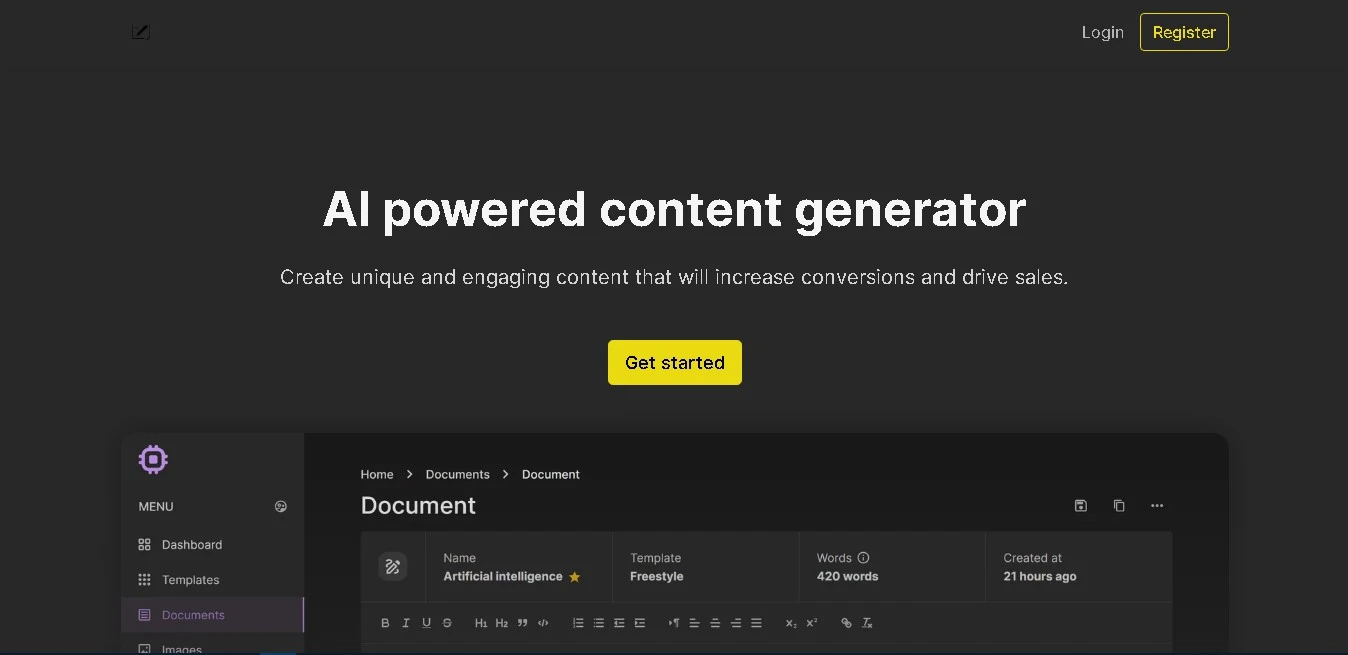 Login Register
AI powered content generator
Create unique and engaging content that will increase conversions and drive sales.
Get started
Home > Documents > Document
MENU
Document
Dashboard
Templates
Documents
Images
Name Template Words Created at
Artificial intelligence Freestyle 420 words 21 hours ago
B I U S H1 H2